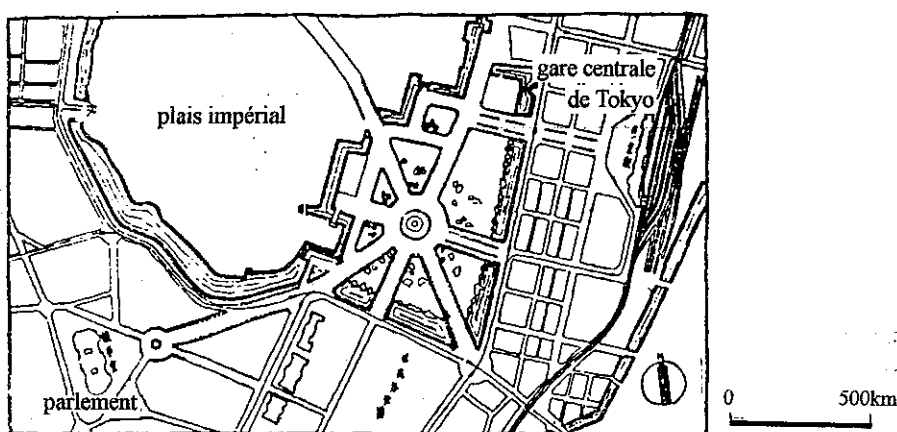 gare centrale
de Tokyo
plais impérial
parlement
N
0 500km